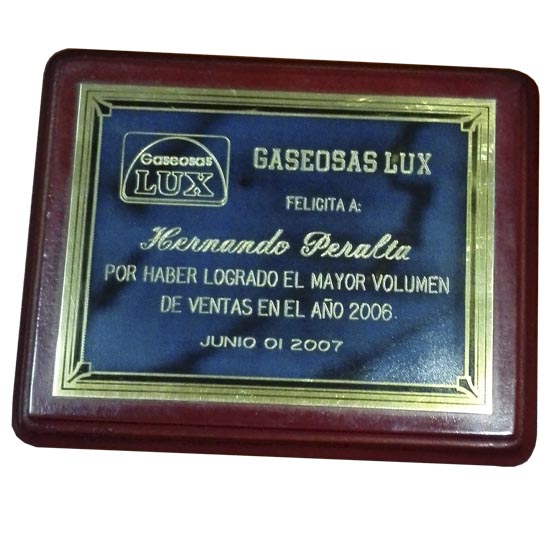 Gaseosas
LUX
GASEOSAS LUX
FELICITA A:
Hernando Peralta
POR HABER LOGRADO EL MAYOR VOLUMEN
DE VENTAS EN EL AÑO 2006.
JUNIO 01 2007